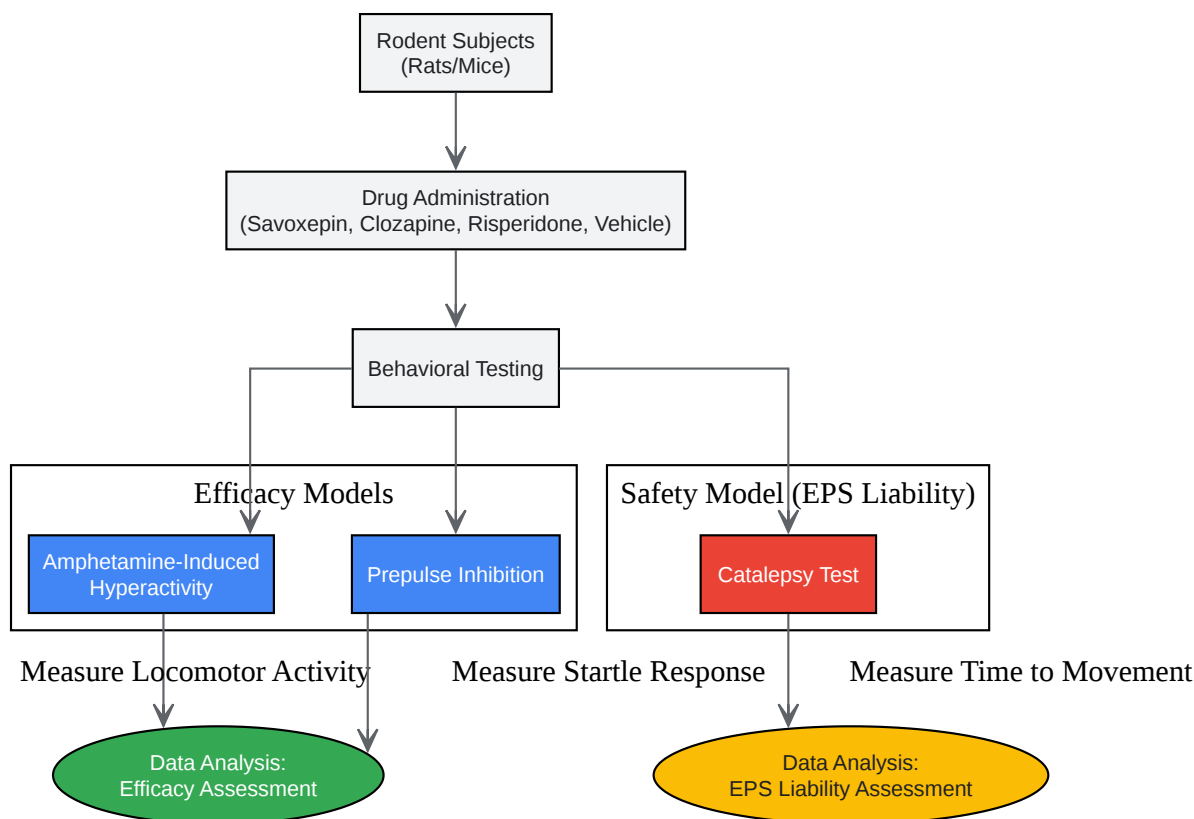 Rodent Subjects
(Rats/Mice)
Drug Administration
(Savoxepin, Clozapine, Risperidone, Vehicle)
Behavioral Testing
Efficacy Models
Safety Model (EPS Liability)
Amphetamine-Induced
Hyperactivity
Prepulse Inhibition
Catalepsy Test
Measure Locomotor Activity
Measure Startle Response
Measure Time to Movement
Data Analysis:
Efficacy Assessment
Data Analysis:
EPS Liability Assessment